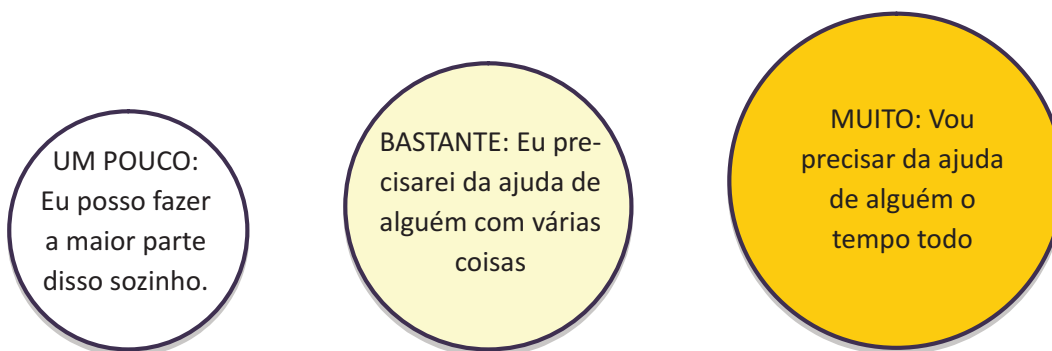 UM POUCO:
Eu posso fazer
a maior parte
disso sozinho.
BASTANTE: Eu pre-
cisarei da ajuda de
alguém com várias
coisas
MUITO: Vou
precisar da ajuda
de alguém o
tempo todo